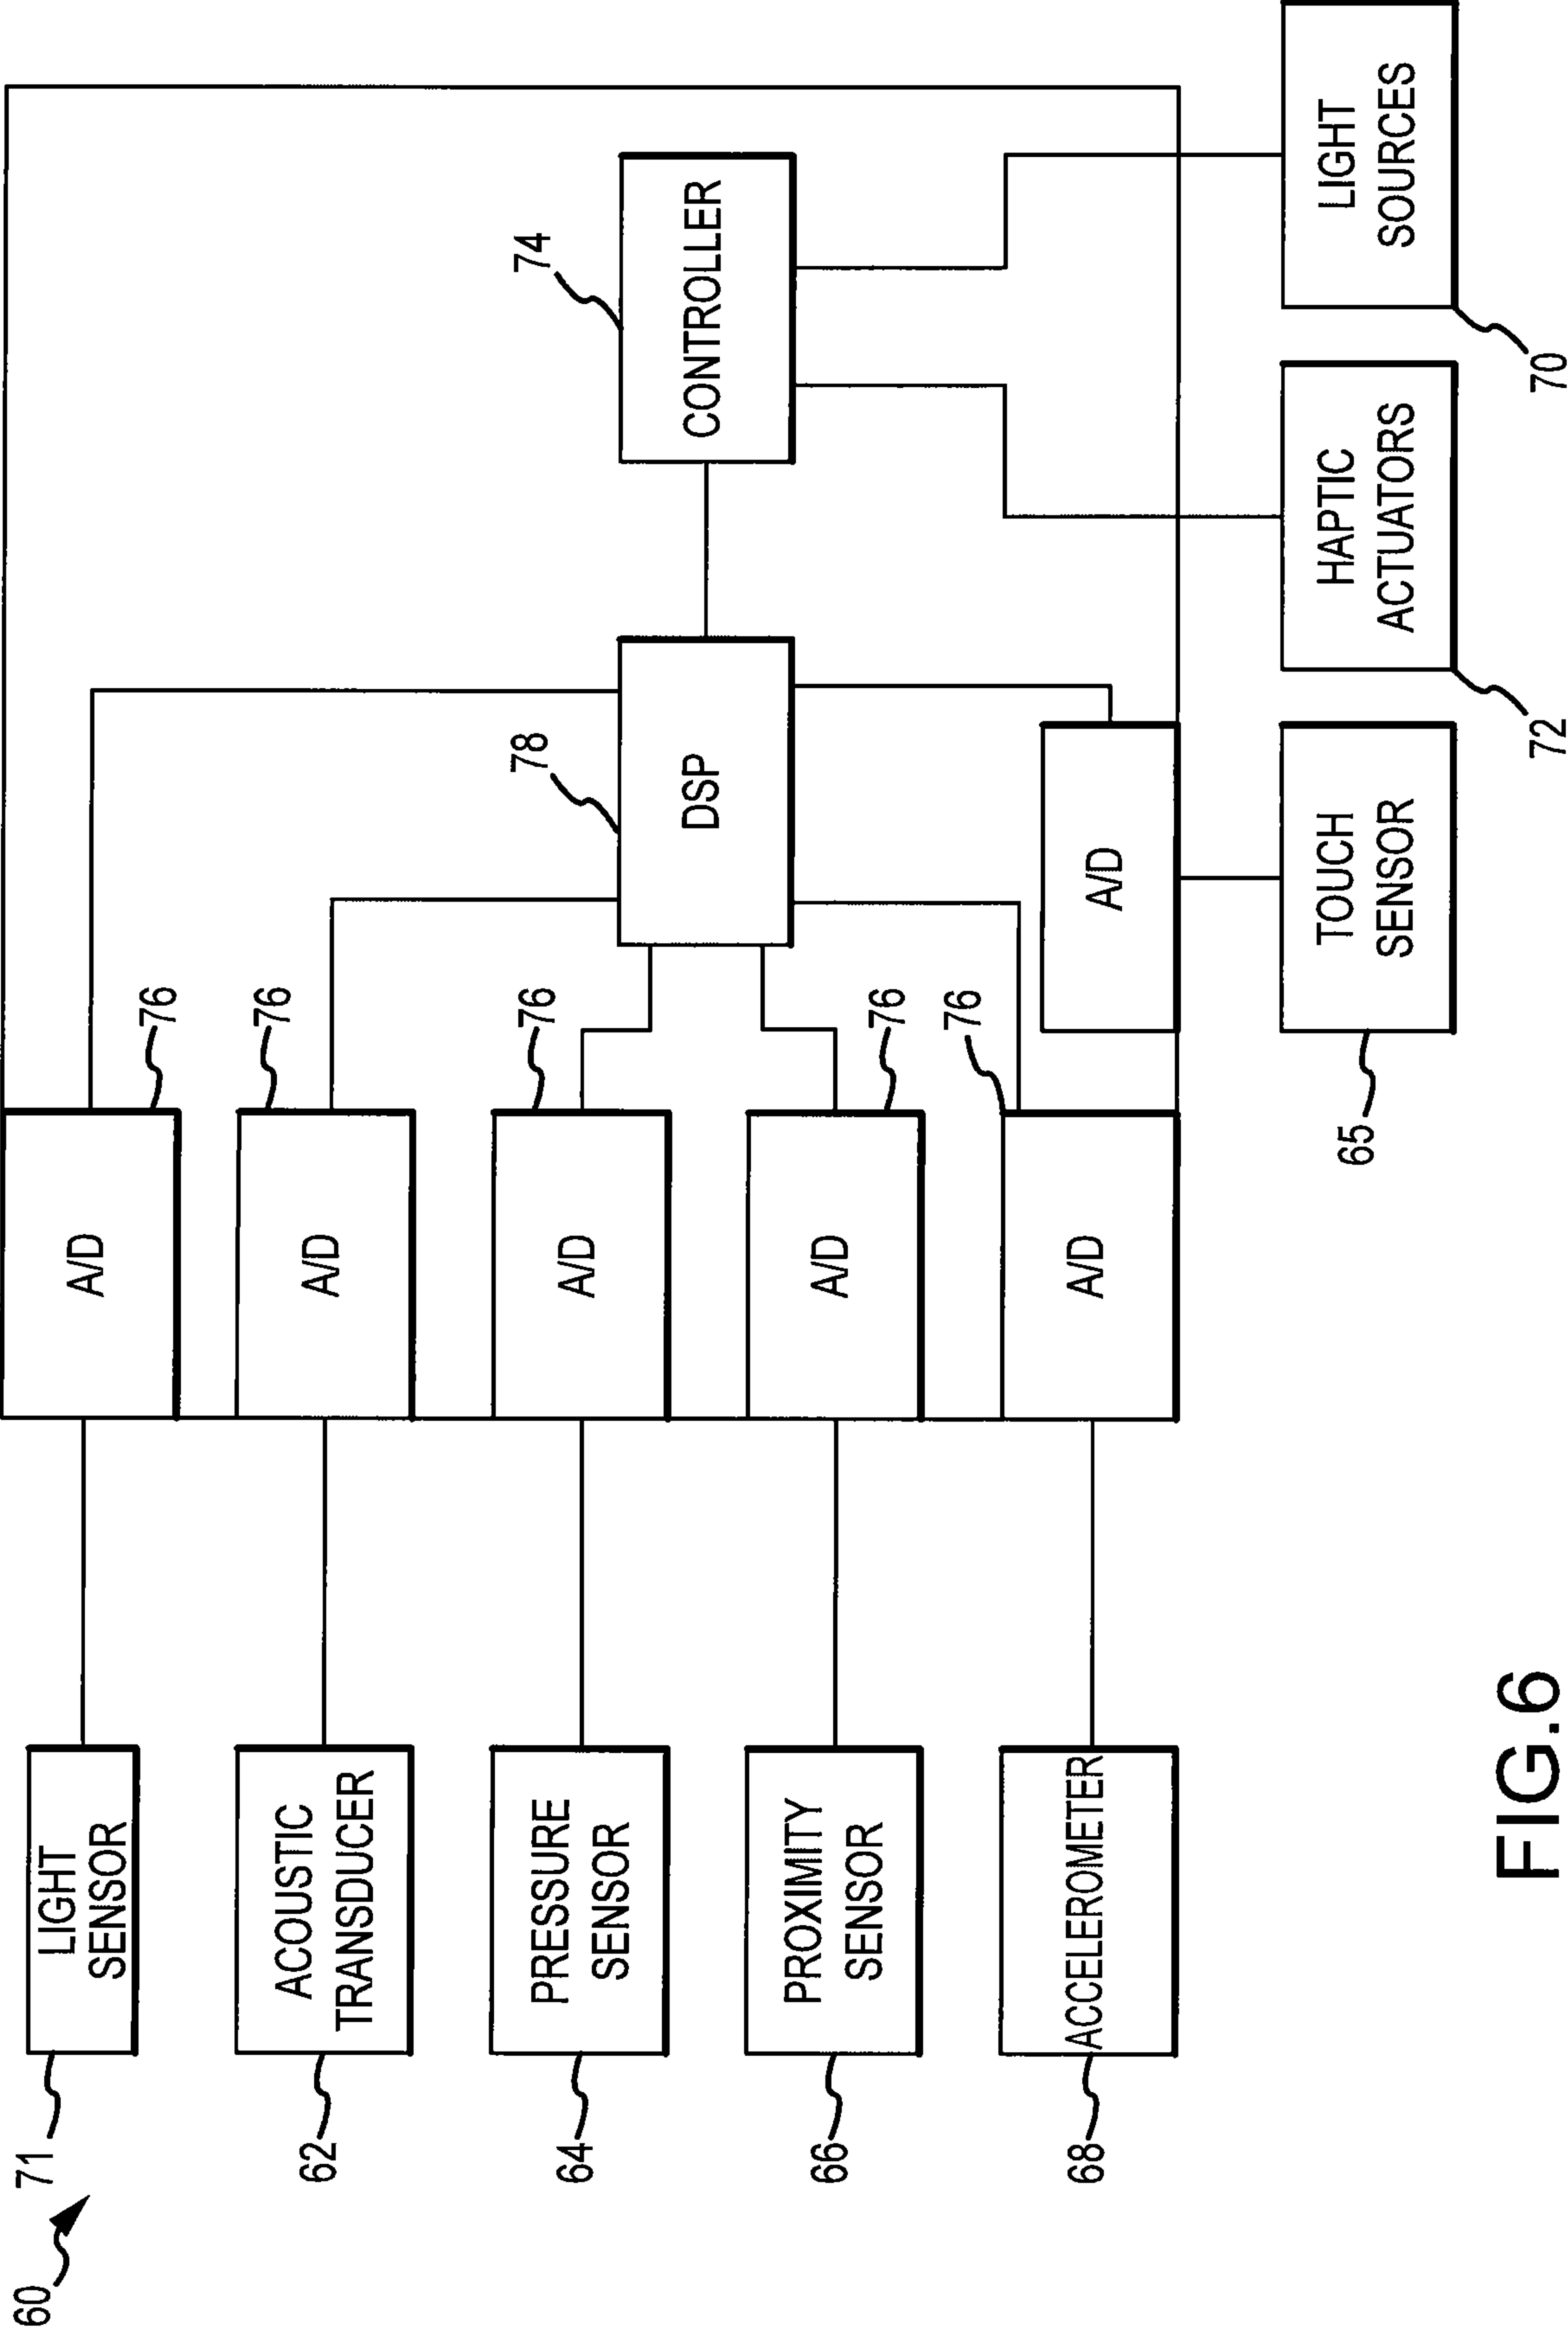 60
71
LIGHT
SENSOR
A/D
76
62
ACOUSTIC
TRANSDUCER
A/D
76
64
PRESSURE
SENSOR
A/D
76
78
DSP
74
CONTROLLER
66
PROXIMITY
SENSOR
A/D
76
68
ACCELEROMETER
A/D
76
A/D
65
TOUCH
SENSOR
72
HAPTIC
ACTUATORS
70
LIGHT
SOURCES
FIG.6